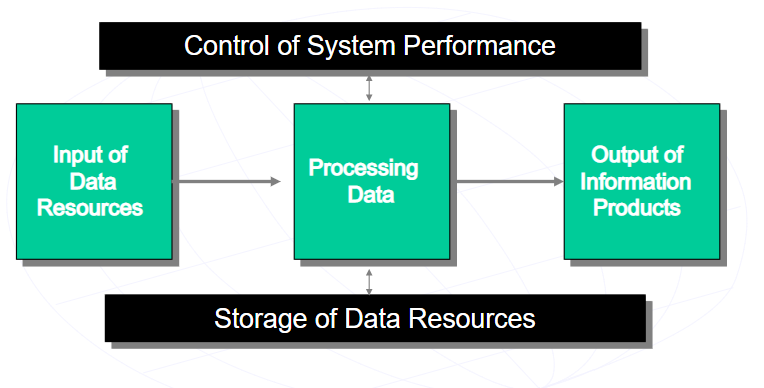 Control of System Performance
Input of
Data
Resources
Processing
Data
Output of
Information
Products
Storage of Data Resources